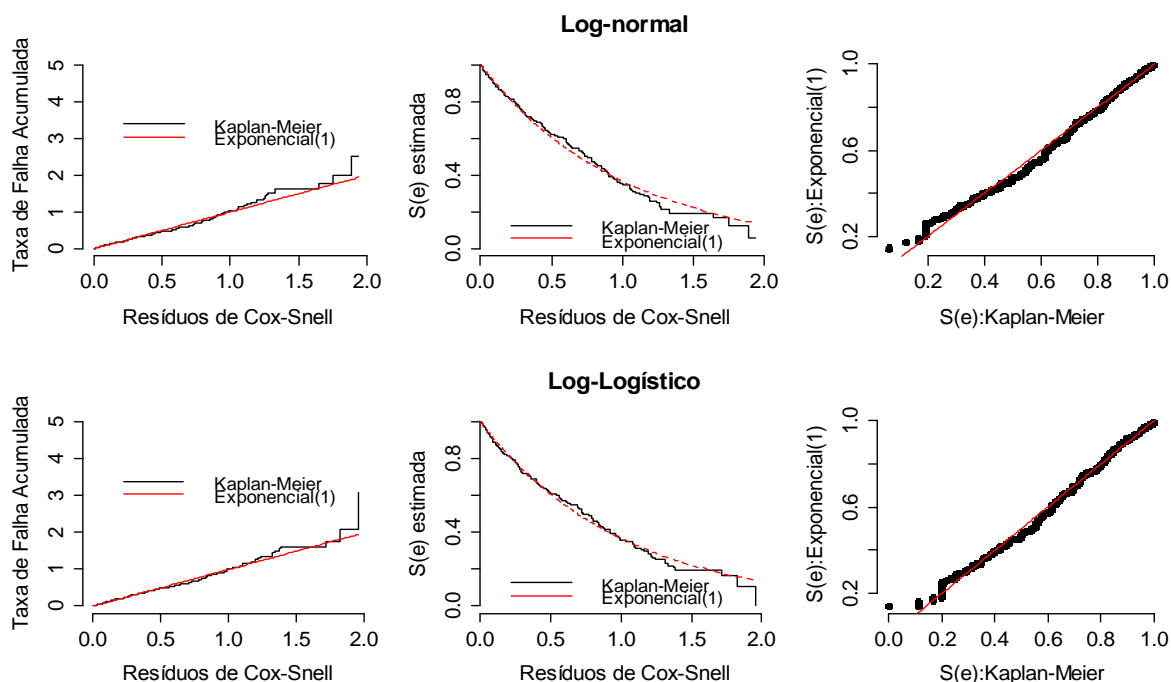 Log-normal
Taxa de Falha Acumulada
0 1 2 3 4 5
Kaplan-Meier
Exponencial(1)
0.0 0.5 1.0 1.5 2.0
Resíduos de Cox-Snell
S(e) estimada
0.0 0.4 0.8
Kaplan-Meier
Exponencial(1)
0.0 0.5 1.0 1.5 2.0
Resíduos de Cox-Snell
S(e):Exponencial(1)
0.2 0.6 1.0
0.2 0.4 0.6 0.8 1.0
S(e):Kaplan-Meier
Log-Logístico
Taxa de Falha Acumulada
0 1 2 3 4 5
Kaplan-Meier
Exponencial(1)
0.0 0.5 1.0 1.5 2.0
Resíduos de Cox-Snell
S(e) estimada
0.0 0.4 0.8
Kaplan-Meier
Exponencial(1)
0.0 0.5 1.0 1.5 2.0
Resíduos de Cox-Snell
S(e):Exponencial(1)
0.2 0.6 1.0
0.0 0.2 0.4 0.6 0.8 1.0
S(e):Kaplan-Meier